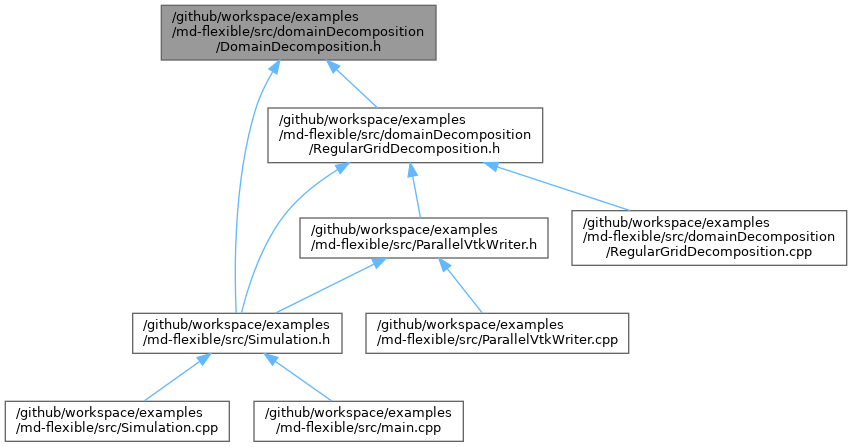 /github/workspace/examples
/md-flexible/src/domainDecomposition
/DomainDecomposition.h
/github/workspace/examples
/md-flexible/src/domainDecomposition
/RegularGridDecomposition.h
/github/workspace/examples
/md-flexible/src/ParallelVtkWriter.h
/github/workspace/examples
/md-flexible/src/domainDecomposition
/RegularGridDecomposition.cpp
/github/workspace/examples
/md-flexible/src/Simulation.h
/github/workspace/examples
/md-flexible/src/ParallelVtkWriter.cpp
/github/workspace/examples
/md-flexible/src/Simulation.cpp
/github/workspace/examples
/md-flexible/src/main.cpp